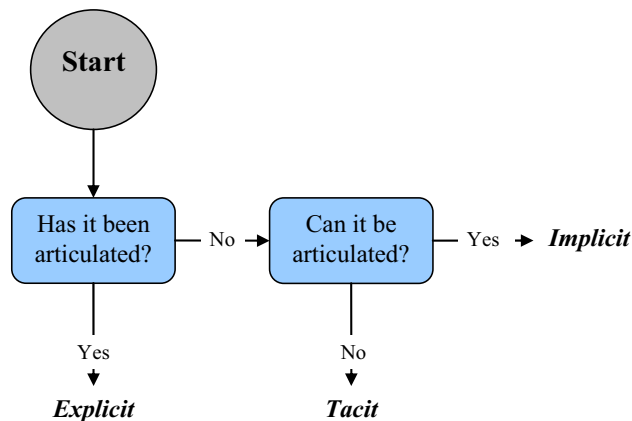 Start
Has it been
articulated?
No
Can it be
articulated?
Yes
Implicit
Yes
No
Explicit
Tacit